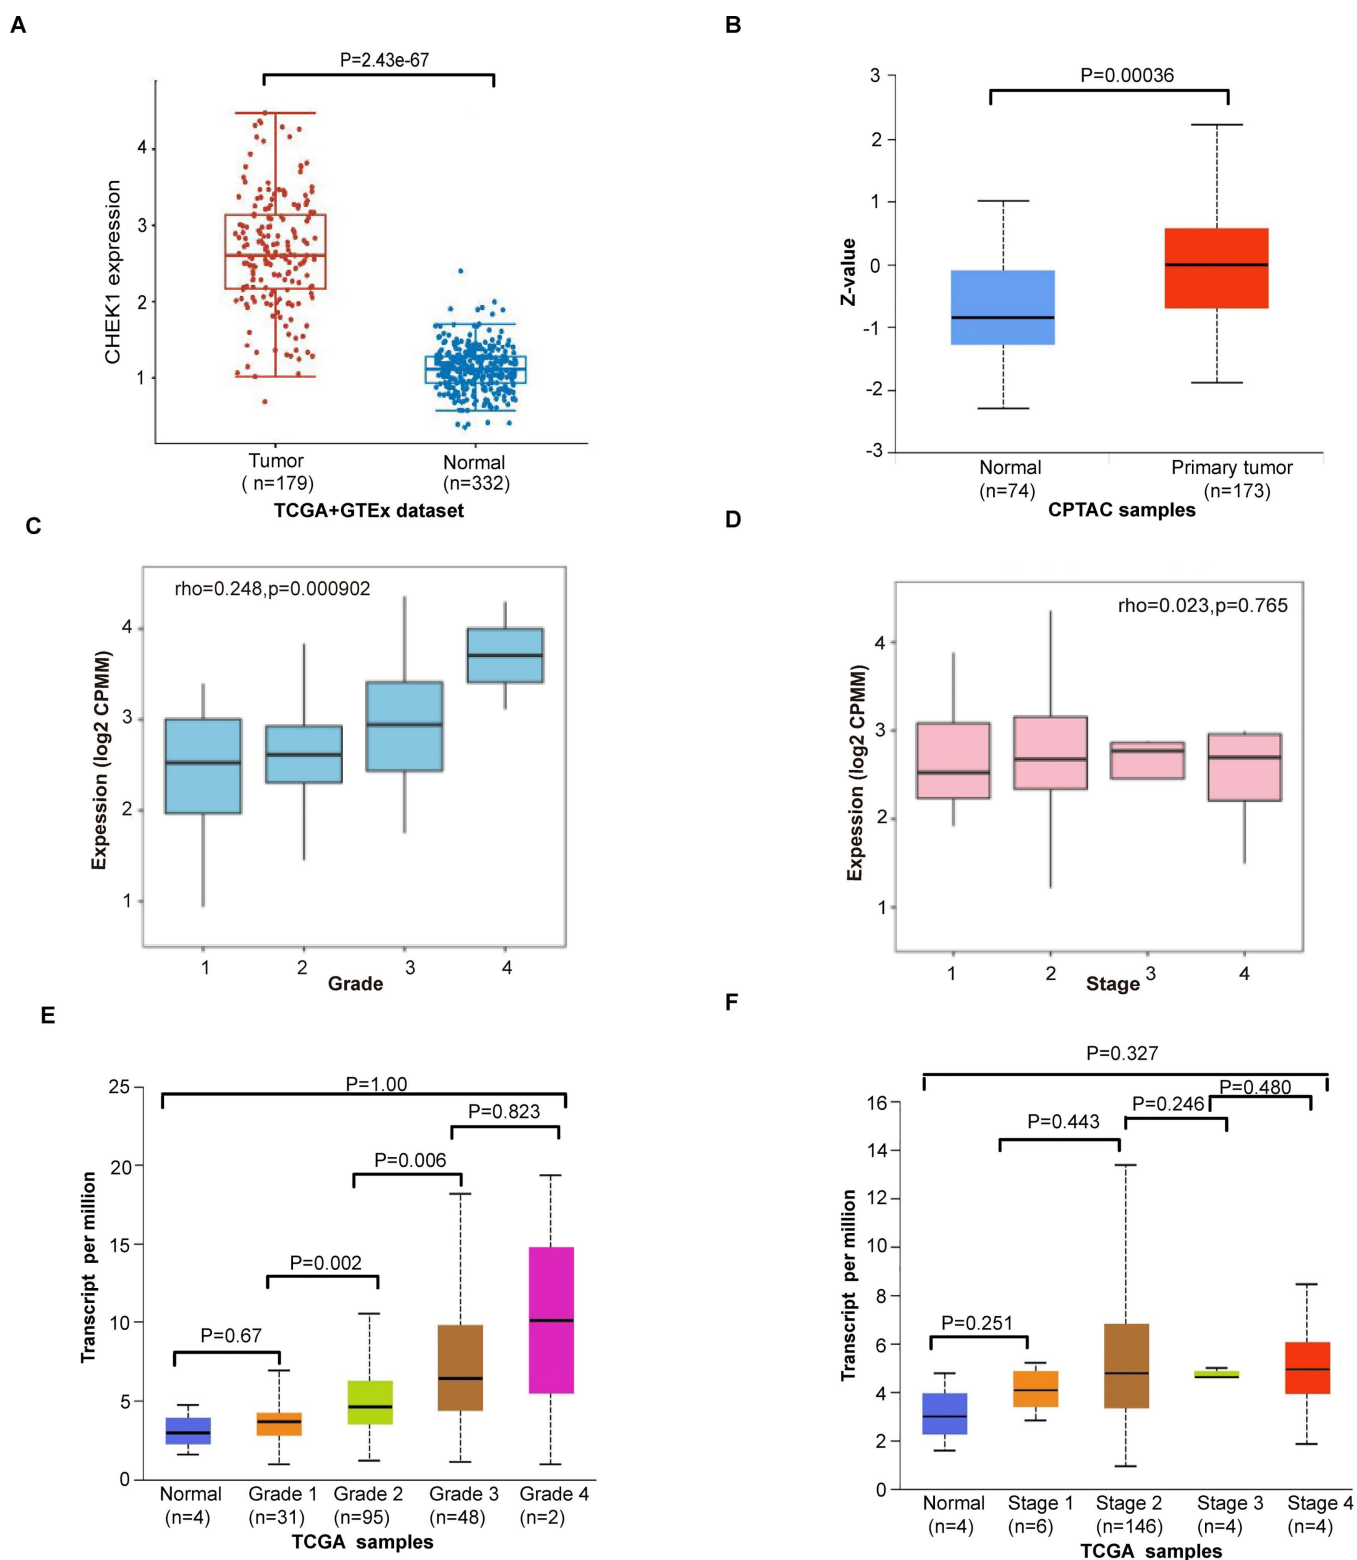 A
P=2.43e-67
4
3
2
1
CHEK1 expression
Tumor
( n=179)
Normal
(n=332)
TCGA+GTEx dataset
B
P=0.00036
3
2
1
0
-1
-2
-3
Z-value
Normal
(n=74)
Primary tumor
(n=173)
CPTAC samples
C
rho=0.248,p=0.000902
4
3
2
1
Expession (log2 CPMM)
1
2
3
4
Grade
D
rho=0.023,p=0.765
4
3
2
1
Expession (log2 CPMM)
1
2
3
4
Stage
E
P=1.00
P=0.823
P=0.006
P=0.002
P=0.67
25
20
15
10
5
0
Transcript per million
Normal
(n=4)
Grade 1
(n=31)
Grade 2
(n=95)
Grade 3
(n=48)
Grade 4
(n=2)
TCGA samples
F
P=0.327
P=0.480
P=0.246
P=0.443
P=0.251
16
14
12
10
8
6
4
2
0
Transcript per million
Normal
(n=4)
Stage 1
(n=6)
Stage 2
(n=146)
Stage 3
(n=4)
Stage 4
(n=4)
TCGA samples